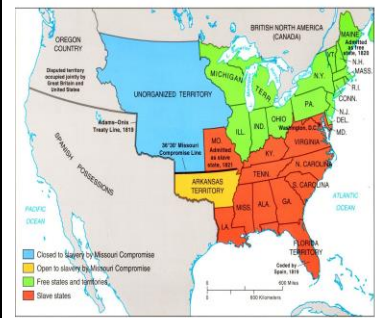 BRITISH NORTH AMERICA
(CANADA)
OREGON
COUNTRY
Disputed territory
occupied jointly by
Great Britain and
United States
MAINE
Admitted
as free
state, 1820
VT.
N.H.
MASS.
N.Y.
R.I.
CONN.
MICHIGAN
TERR.
UNORGANIZED TERRITORY
PA.
N.J.
DEL.
MD.
OHIO
IND.
ILL.
Washington, D.C.
Adams–Onís
Treaty Line, 1819
36°30' Missouri
Compromise Line
MO.
Admitted
as slave
state, 1821
KY.
VIRGINIA
N. CAROLINA
TENN.
S. CAROLINA
ARKANSAS
TERRITORY
SPANISH POSSESSIONS
MISS.
ALA.
GA.
LA.
ATLANTIC
OCEAN
PACIFIC
OCEAN
FLORIDA
TERRITORY
Ceded by
Spain, 1819
Closed to slavery by Missouri Compromise
Open to slavery by Missouri Compromise
Free states and territories
Slave states
0
600 Miles
0
600 Kilometers